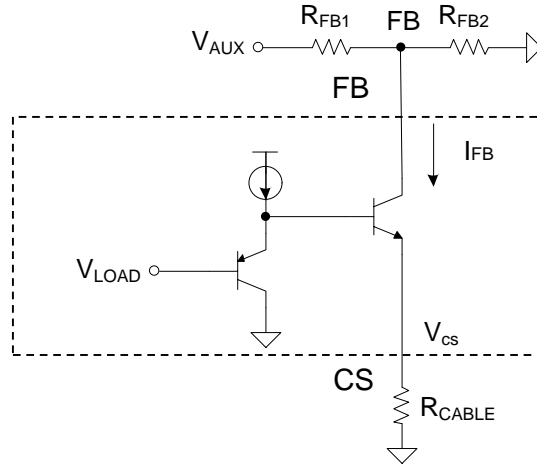 RFB1
FB
RFB2
VAUX
FB
IFB
VLOAD
Vcs
CS
RCABLE